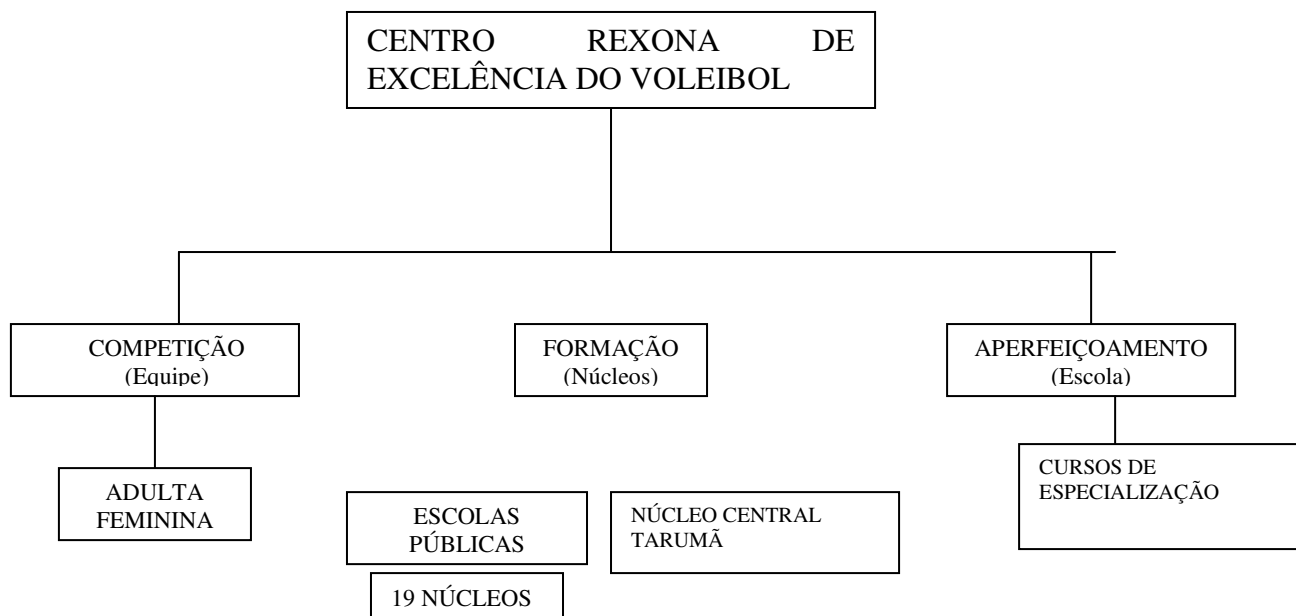 CENTRO REXONA DE
EXCELÊNCIA DO VOLEIBOL
COMPETIÇÃO
(Equipe)
FORMAÇÃO
(Núcleos)
APERFEIÇOAMENTO
(Escola)
ADULTA
FEMININA
ESCOLAS
PÚBLICAS
19 NÚCLEOS
NÚCLEO CENTRAL
TARUMÃ
CURSOS DE
ESPECIALIZAÇÃO